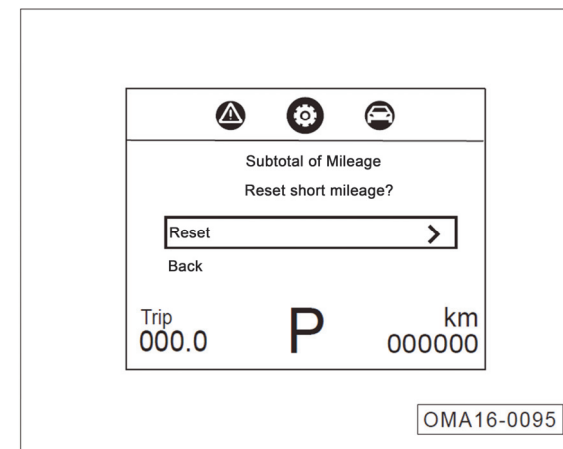 Subtotal of Mileage
Reset short mileage?
Reset
Back
Trip
000.0
P
km
000000
OMA16-0095